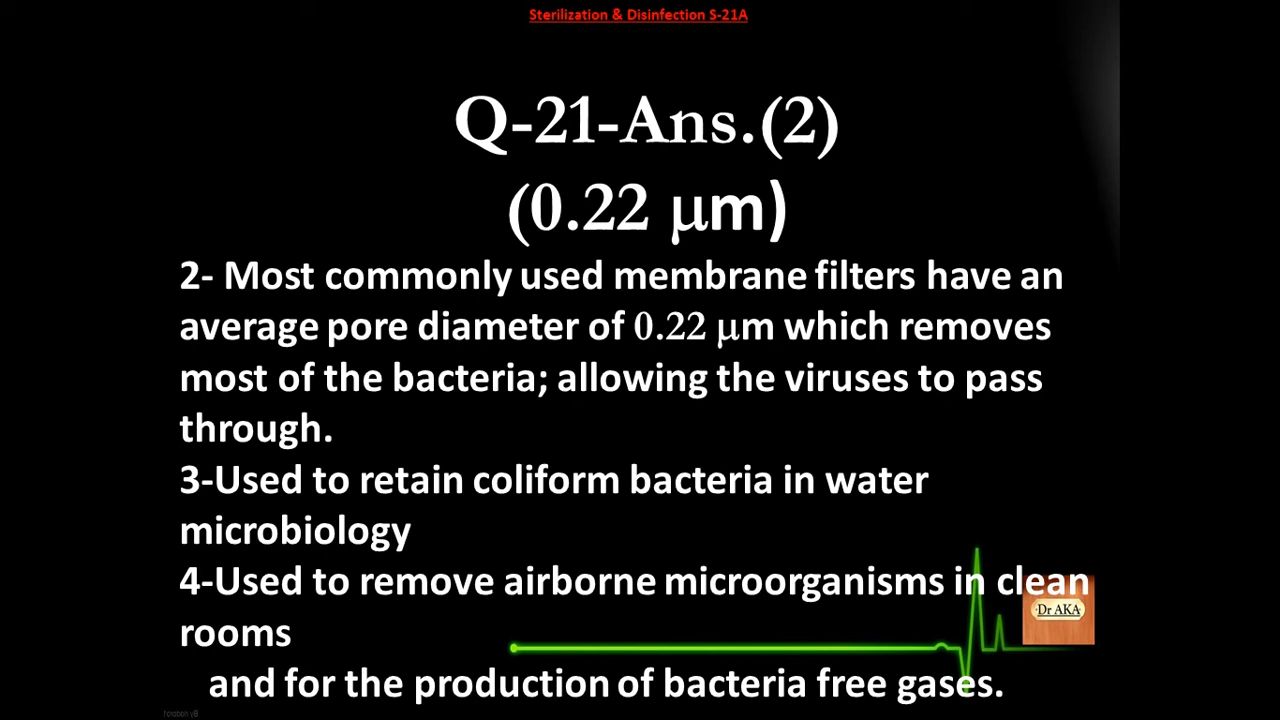 Sterilization & Disinfection S-21A
Q-21-Ans.(2)
(0.22 μm)
2- Most commonly used membrane filters have an
average pore diameter of 0.22 μm which removes
most of the bacteria; allowing the viruses to pass
through.
3-Used to retain coliform bacteria in water
microbiology
4-Used to remove airborne microorganisms in clean
rooms
Dr AKA
and for the production of bacteria free gases.